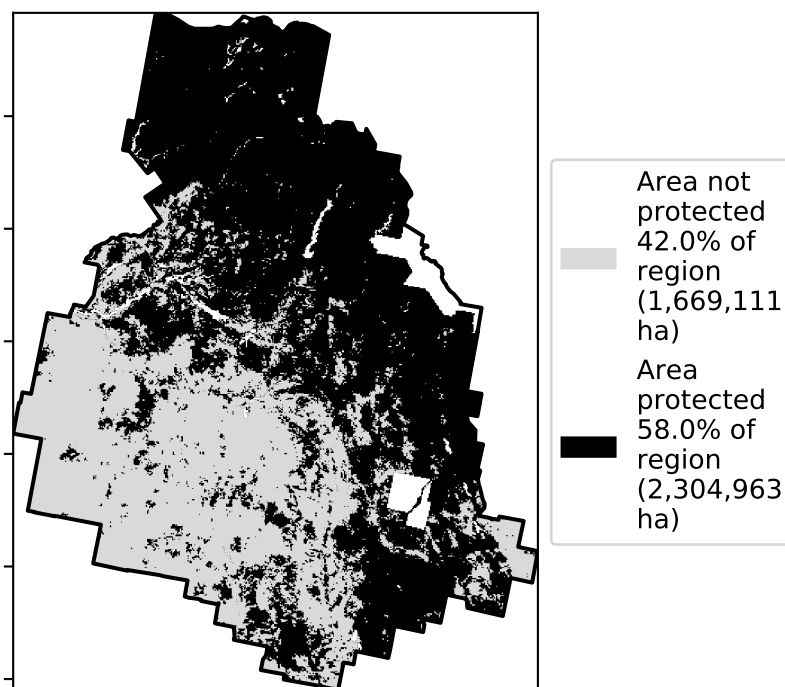 Area not
protected
42.0% of
region
(1,669,111
ha)
Area
protected
58.0% of
region
(2,304,963
ha)